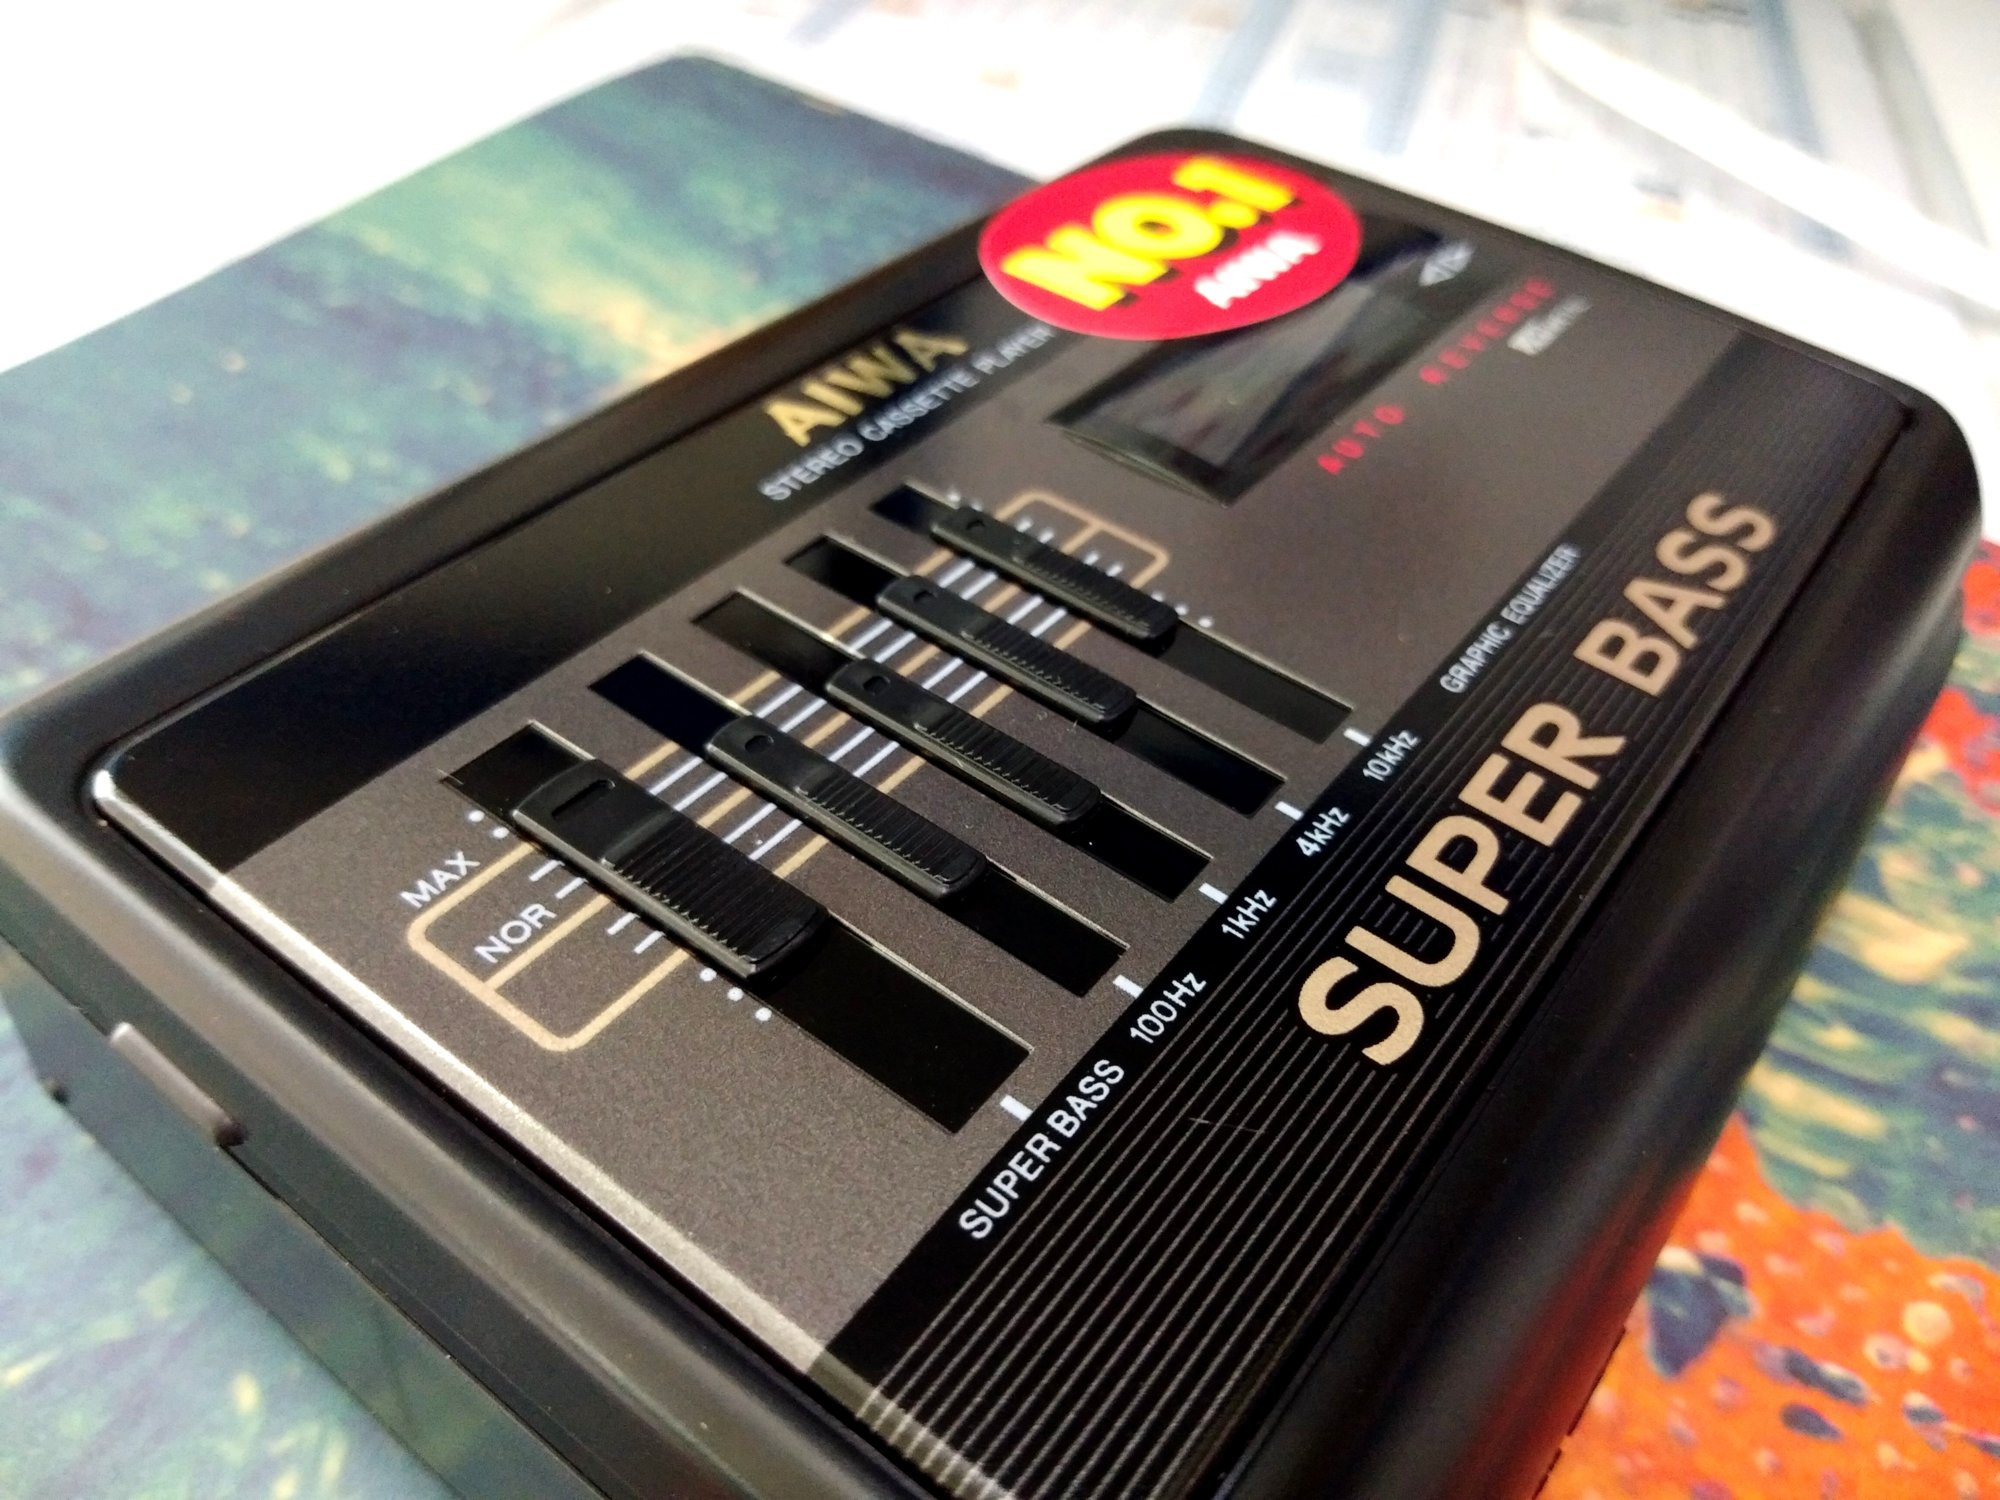 NO.1
AIWA
AIWA
STEREO CASSETTE PLAYER
AUTO REVERSE
MAX
NOR
SUPER BASS
100Hz
1kHz
4kHz
10kHz
GRAPHIC EQUALIZER
SUPER BASS